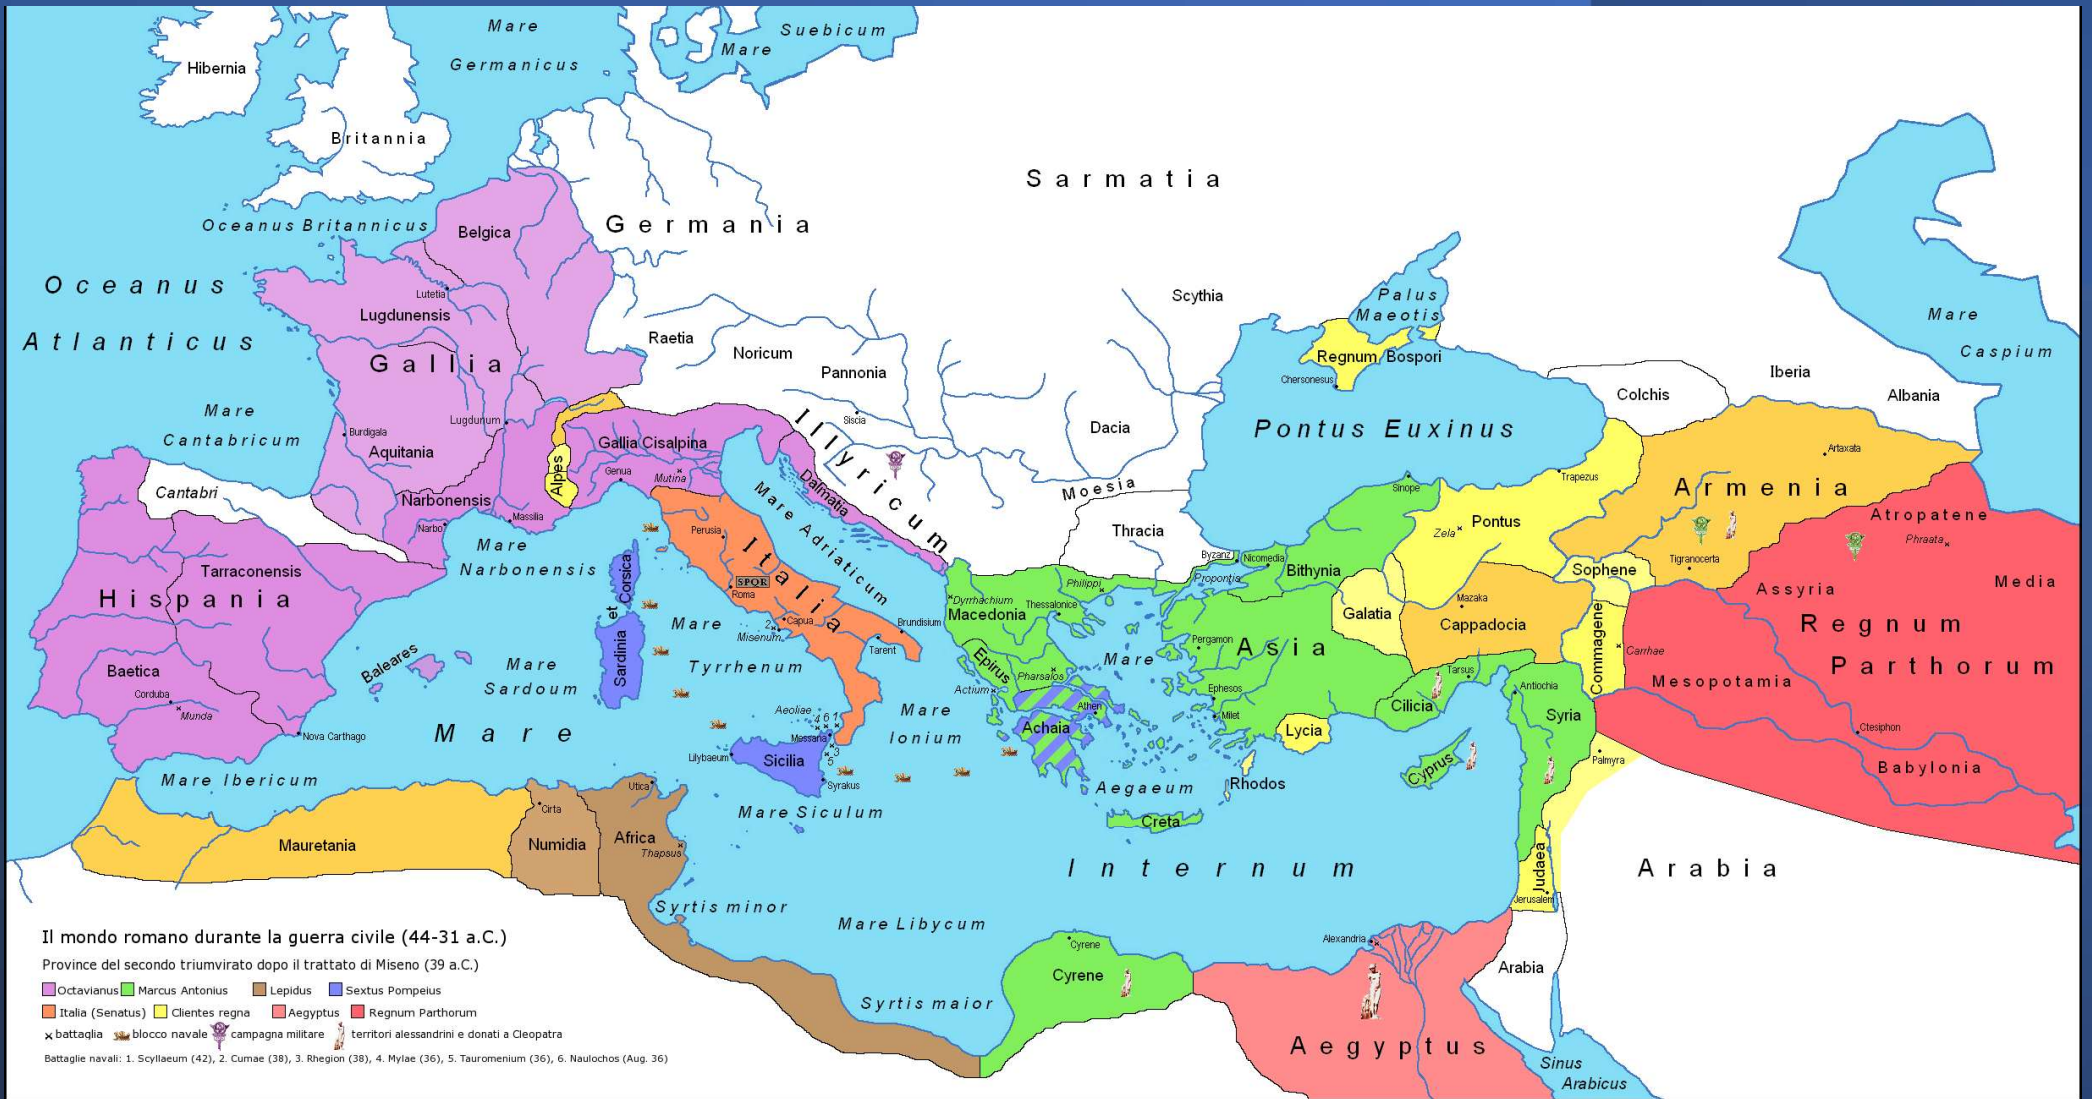 Mare
Suebicum
Mare
Germanicus
Hibernia
Britannia
Sarmatia
Oceanus Britannicus
Belgica
Germania
Oceanus
Atlanticus
Lutetia
Lugdunensis
Scythia
Palus
Maeotis
Mare
Caspium
Raetia
Noricum
Pannonia
Regnum Bospori
Chersonesus
Gallia
Iberia
Colchis
Albania
Mare
Cantabricum
Lugdunum
Burdigala
Aquitania
Gallia Cisalpina
Genua
Mutina
Alpes
Illyricum
Siscia
Dacia
Pontus Euxinus
Artaxata
Cantabri
Narbonensis
Narbo
Massilia
Dalmatia
Mare Adriaticum
Moesia
Thracia
Sinope
Trapezus
Armenia
Zela
Pontus
Atropatene
Phraata
Perusia
Italia
SPQR
Roma
Mare
Narbonensis
Tarraconensis
Hispania
Corsica
et
Sardinia
Byzanz
Nicomedia
Propontis
Bithynia
Sophene
Tigranocerta
Assyria
Media
Philippi
Dyrrhachium
Thessalonice
Macedonia
Mare
Tyrrhenum
Capua
2
Misenum
Brundisium
Tarent
Galatia
Mazaka
Cappadocia
Regnum
Parthorum
Commagene
Carrhae
Mesopotamia
Baetica
Corduba
Munda
Baleares
Mare
Sardoum
Epirus
Pharsalos
Actium
Mare
Pergamon
Asia
Tarsus
Antiochia
Ephesos
Milet
Cilicia
Syria
Athen
Achaia
Lycia
Nova Carthago
Mare
Aeoliae
4 6 1
Messana
3
5
Mare
Ionium
Lilybaeum
Sicilia
Syrakus
Ctesiphon
Babylonia
Palmyra
Cyprus
Rhodos
Aegaeum
Mare Ibericum
Utica
Cirta
Mare Siculum
Creta
Mauretania
Numidia
Africa
Thapsus
Internum
Judaea
Jerusalem
Arabia
Syrtis minor
Mare Libycum
Alexandria
Cyrene
Cyrene
Arabia
Syrtis maior
Aegyptus
Sinus
Arabicus
Il mondo romano durante la guerra civile (44-31 a.C.)
Province del secondo triumvirato dopo il trattato di Miseno (39 a.C.)
Octavianus Marcus Antonius Lepidus Sextus Pompeius
Italia (Senatus) Clientes regna Aegyptus Regnum Parthorum
battaglia blocco navale campagna militare territori alessandrini e donati a Cleopatra
Battaglie navali: 1. Scyllaeum (42), 2. Cumae (38), 3. Rhegion (38), 4. Mylae (36), 5. Tauromenium (36), 6. Naulochos (Aug. 36)